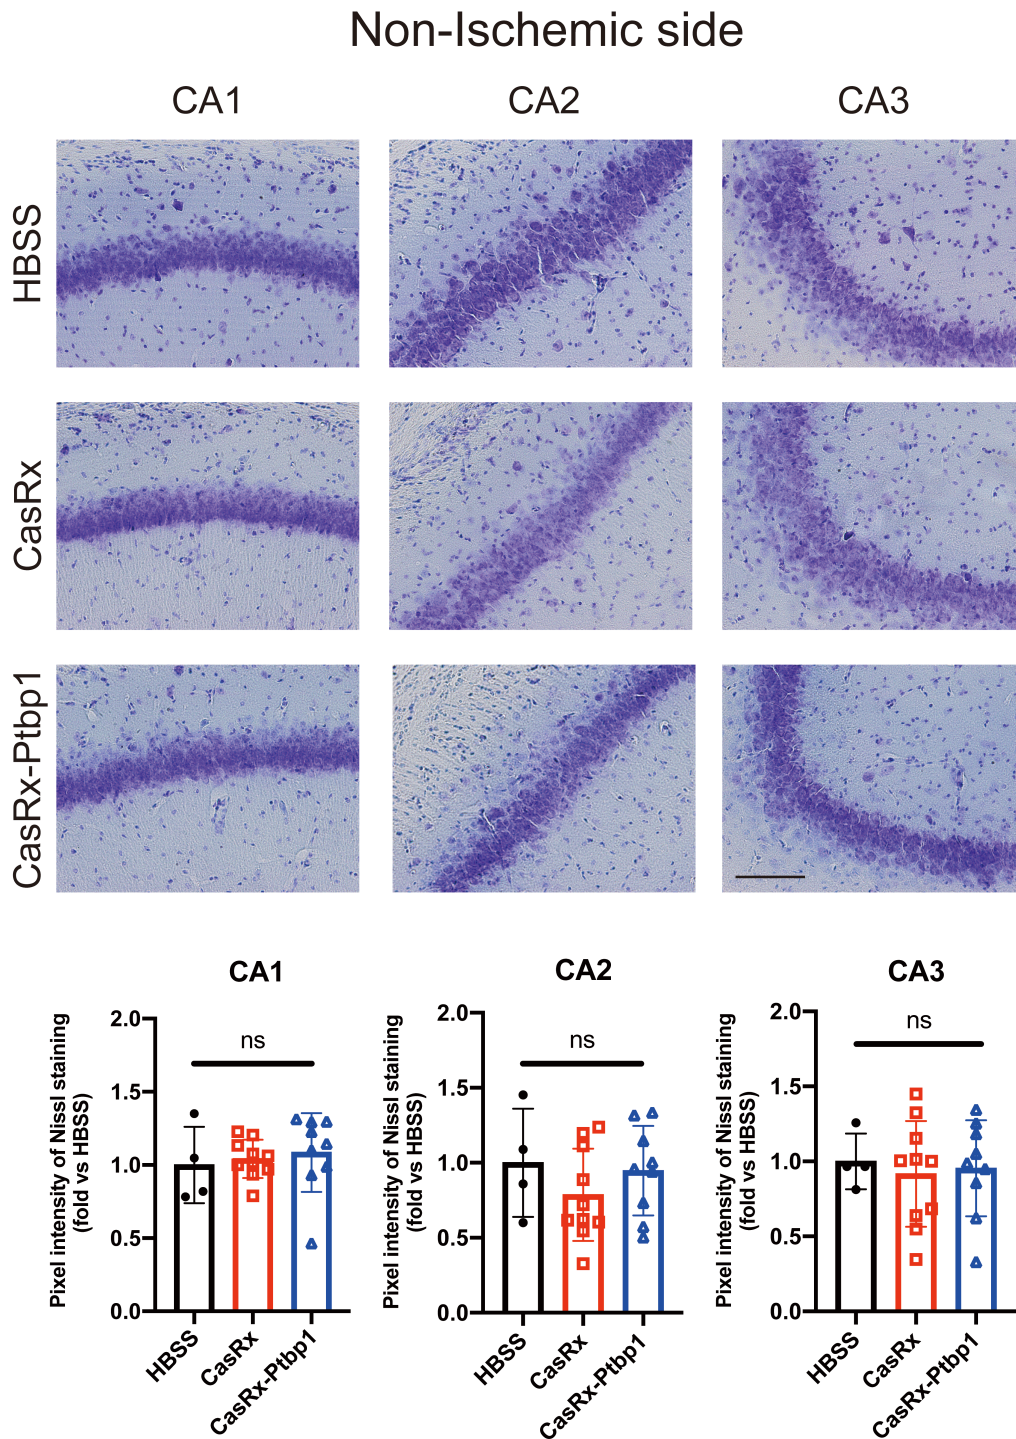 Non-Ischemic side
CA1
CA2
CA3
HBSS
CasRx
CasRx-Ptbp1
CA1
Pixel intensity of Nissl staining
(fold vs HBSS)
2.0
1.5
1.0
0.5
0.0
ns
HBSS
CasRx
CasRx-Ptbp1
CA2
Pixel intensity of Nissl staining
(fold vs HBSS)
2.0
1.5
1.0
0.5
0.0
ns
HBSS
CasRx
CasRx-Ptbp1
CA3
Pixel intensity of Nissl staining
(fold vs HBSS)
2.0
1.5
1.0
0.5
0.0
ns
HBSS
CasRx
CasRx-Ptbp1